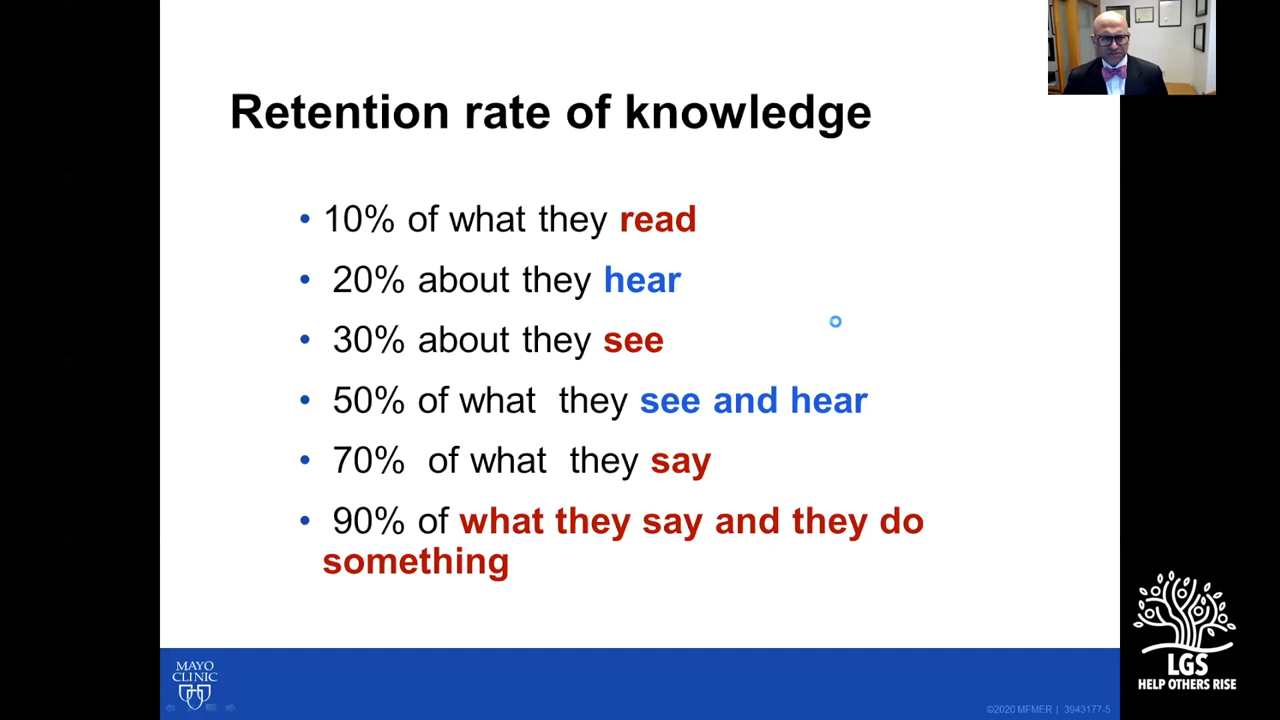 Retention rate of knowledge
• 10% of what they read
• 20% about they hear
• 30% about they see
• 50% of what they see and hear
• 70% of what they say
• 90% of what they say and they do
something
MAYO
CLINIC
©2020 MFMER | 3943177-5
LGS
HELP OTHERS RISE